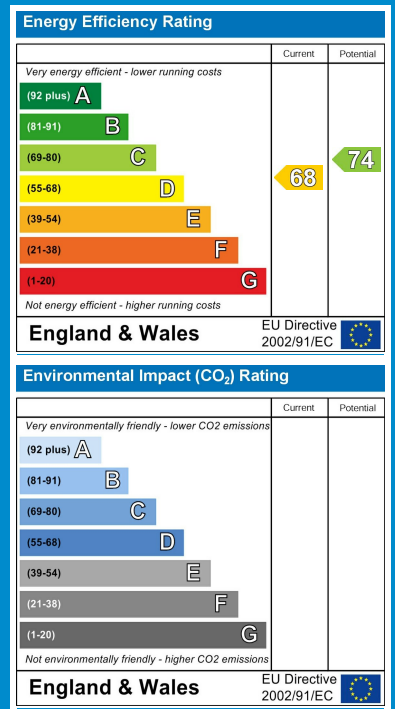 Energy Efficiency Rating
Current Potential
Very energy efficient - lower running costs
(92 plus) A
(81-91) B
(69-80) C
74
(55-68) D
68
(39-54) E
(21-38) F
(1-20) G
Not energy efficient - higher running costs
England & Wales
EU Directive
2002/91/EC
Environmental Impact (CO₂) Rating
Current Potential
Very environmentally friendly - lower CO2 emissions
(92 plus) A
(81-91) B
(69-80) C
(55-68) D
(39-54) E
(21-38) F
(1-20) G
Not environmentally friendly - higher CO2 emissions
England & Wales
EU Directive
2002/91/EC